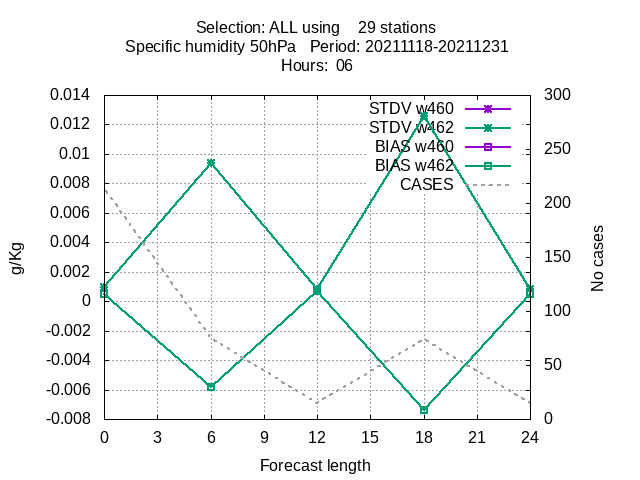 Selection: ALL using    29 stations
Specific humidity 50hPa   Period: 20211118-20211231
Hours:  06
0.014
0.012
0.01
0.008
0.006
0.004
0.002
0
-0.002
-0.004
-0.006
-0.008
g/Kg
STDV w460
STDV w462
BIAS w460
BIAS w462
CASES
300
250
200
150
100
50
0
No cases
0 3 6 9 12 15 18 21 24
Forecast length